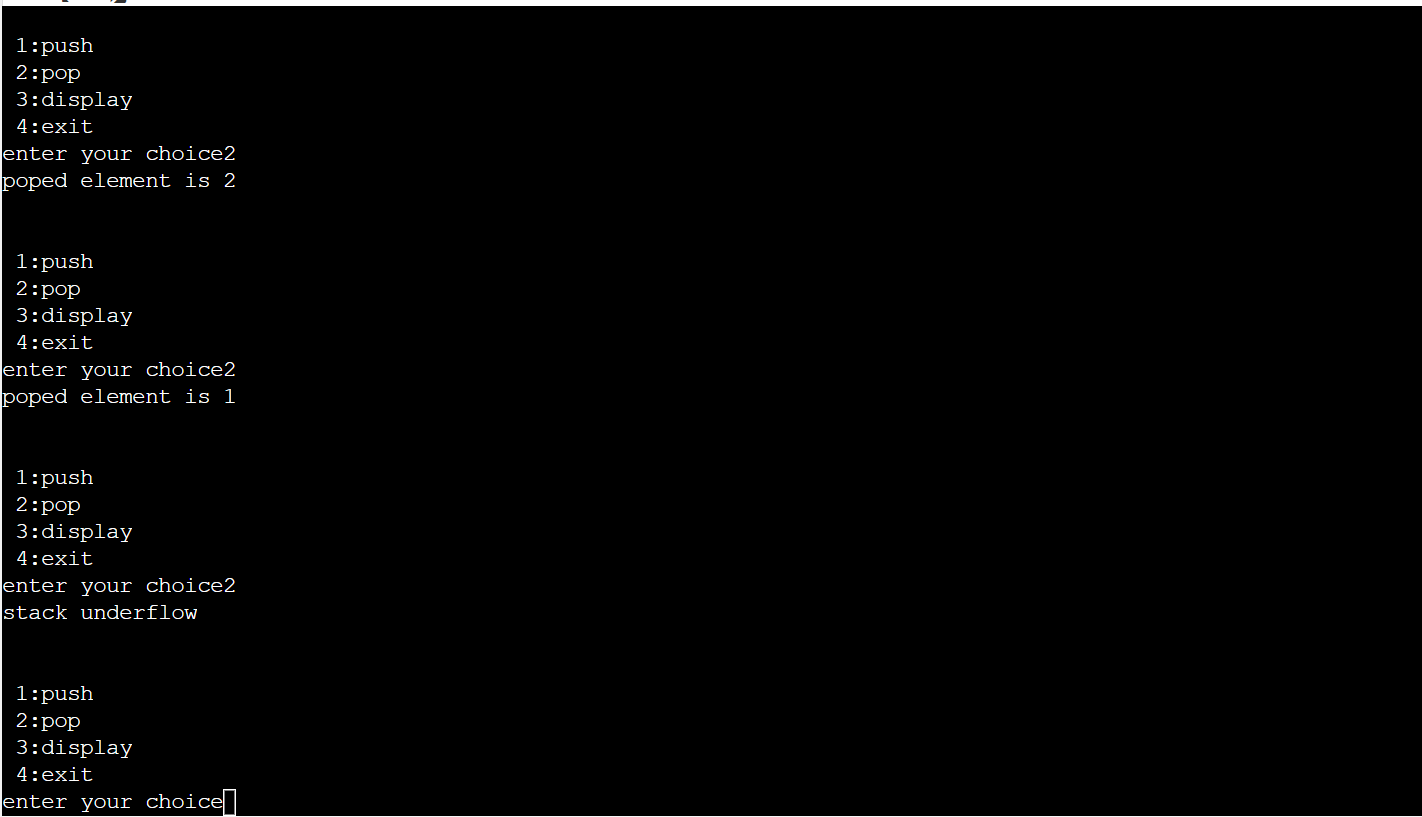 1:push
2:pop
3:display
4:exit
enter your choice2
poped element is 2
1:push
2:pop
3:display
4:exit
enter your choice2
poped element is 1
1:push
2:pop
3:display
4:exit
enter your choice2
stack underflow
1:push
2:pop
3:display
4:exit
enter your choice